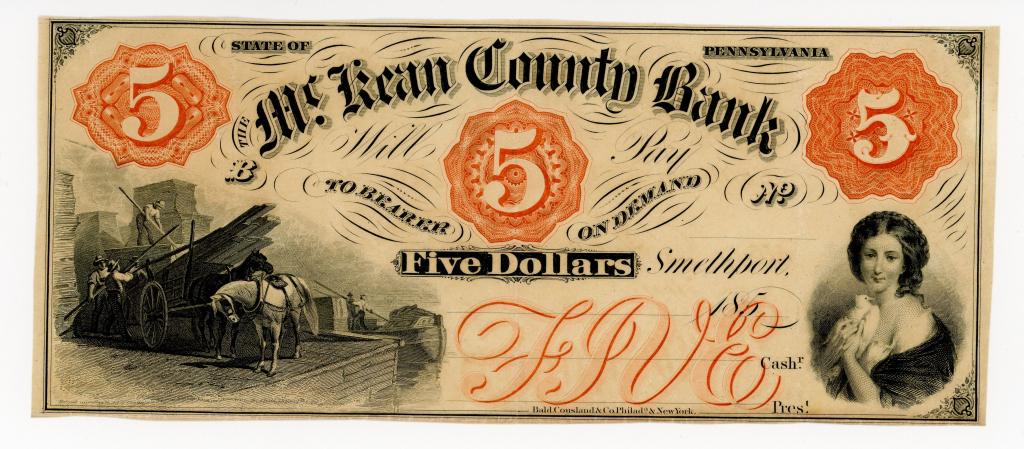 STATE OF PENNSYLVANIA
5 5
THE Mc. Kean County Bank
B Will 5 Pay
TO BEARER ON DEMAND No
Five Dollars Smethport,
185
FIVE
Cashr.
Bald, Cousland & Co. Philada. & New York.
Prest.